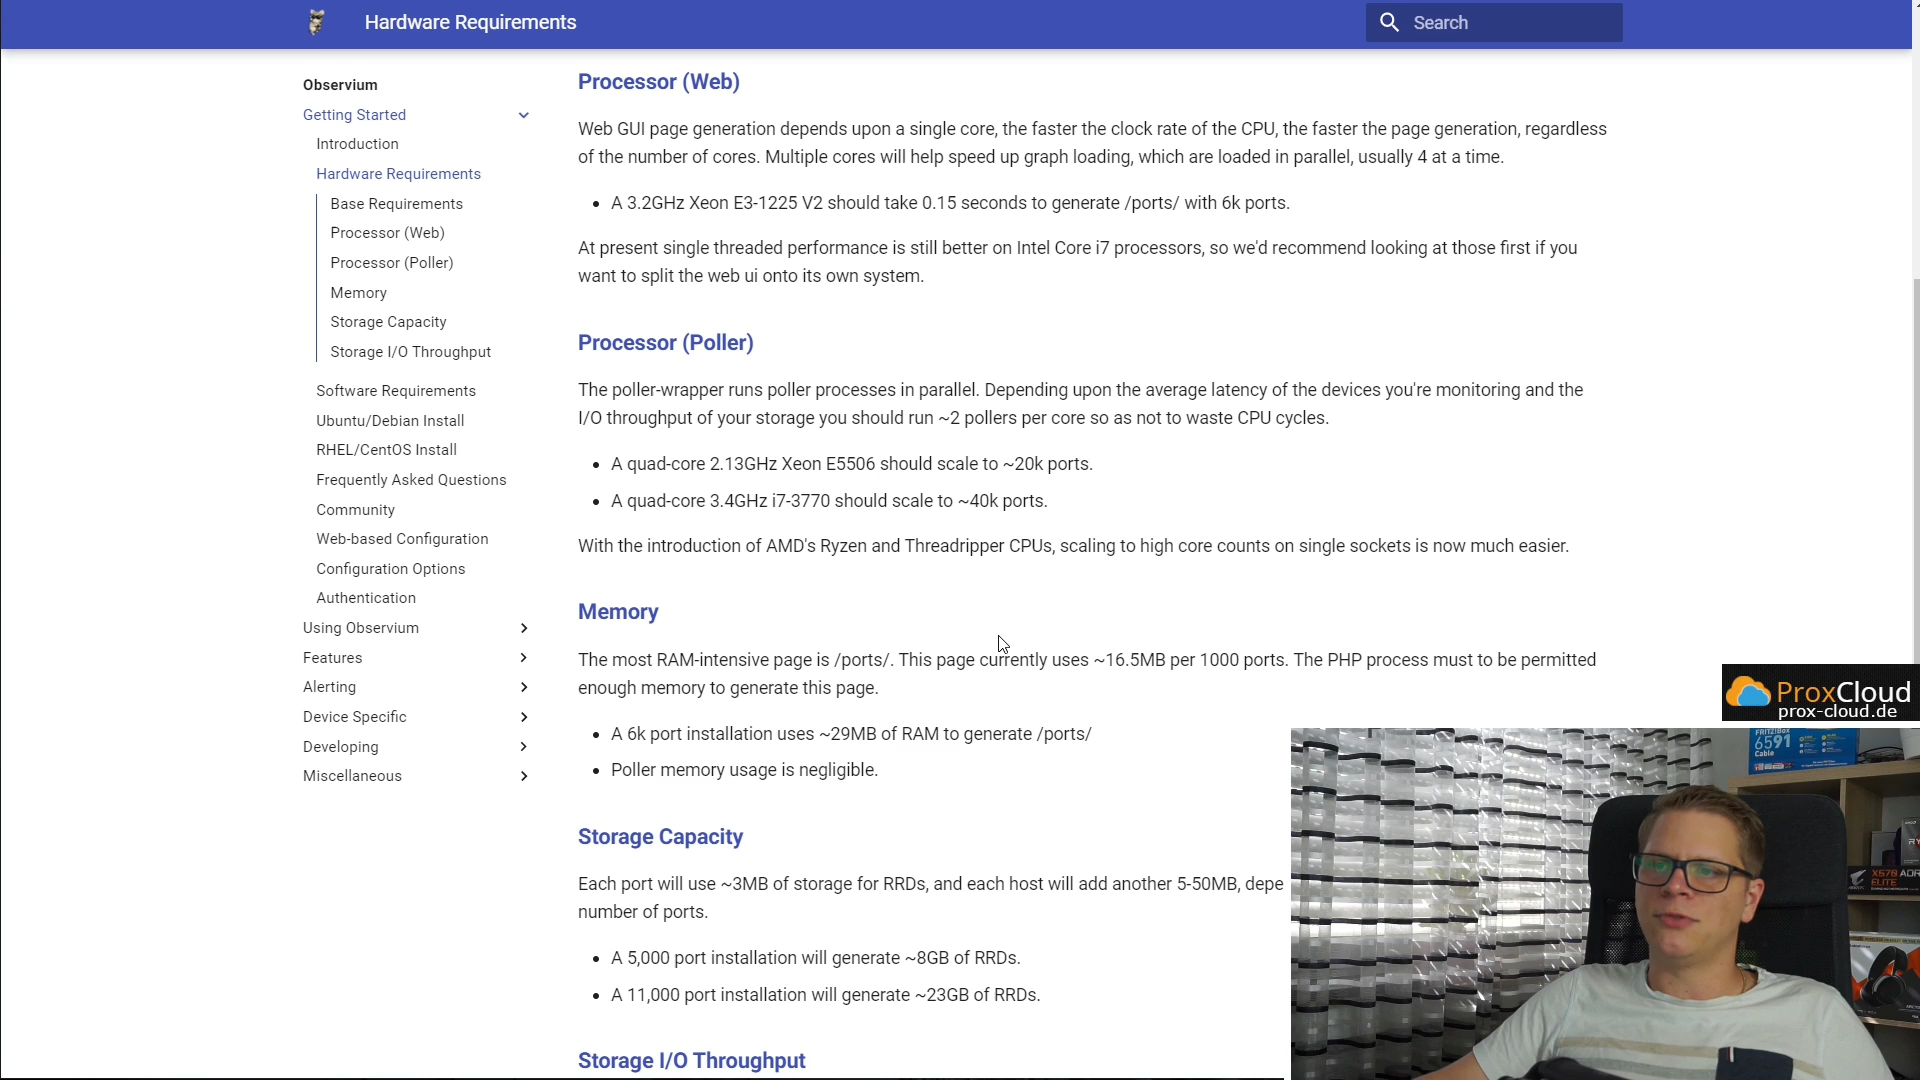 Hardware Requirements
Search
Observium
Getting Started
Introduction
Hardware Requirements
Base Requirements
Processor (Web)
Processor (Poller)
Memory
Storage Capacity
Storage I/O Throughput
Software Requirements
Ubuntu/Debian Install
RHEL/CentOS Install
Frequently Asked Questions
Community
Web-based Configuration
Configuration Options
Authentication
Using Observium
Features
Alerting
Device Specific
Developing
Miscellaneous
Processor (Web)
Web GUI page generation depends upon a single core, the faster the clock rate of the CPU, the faster the page generation, regardless
of the number of cores. Multiple cores will help speed up graph loading, which are loaded in parallel, usually 4 at a time.
• A 3.2GHz Xeon E3-1225 V2 should take 0.15 seconds to generate /ports/ with 6k ports.
At present single threaded performance is still better on Intel Core i7 processors, so we'd recommend looking at those first if you
want to split the web ui onto its own system.
Processor (Poller)
The poller-wrapper runs poller processes in parallel. Depending upon the average latency of the devices you're monitoring and the
I/O throughput of your storage you should run ~2 pollers per core so as not to waste CPU cycles.
• A quad-core 2.13GHz Xeon E5506 should scale to ~20k ports.
• A quad-core 3.4GHz i7-3770 should scale to ~40k ports.
With the introduction of AMD's Ryzen and Threadripper CPUs, scaling to high core counts on single sockets is now much easier.
Memory
The most RAM-intensive page is /ports/. This page currently uses ~16.5MB per 1000 ports. The PHP process must to be permitted
enough memory to generate this page.
• A 6k port installation uses ~29MB of RAM to generate /ports/
• Poller memory usage is negligible.
Storage Capacity
Each port will use ~3MB of storage for RRDs, and each host will add another 5-50MB, depe
number of ports.
• A 5,000 port installation will generate ~8GB of RRDs.
• A 11,000 port installation will generate ~23GB of RRDs.
Storage I/O Throughput
ProxCloud
prox-cloud.de
FRITZ!Box
6591
Cable
X670 AOR
ELITE